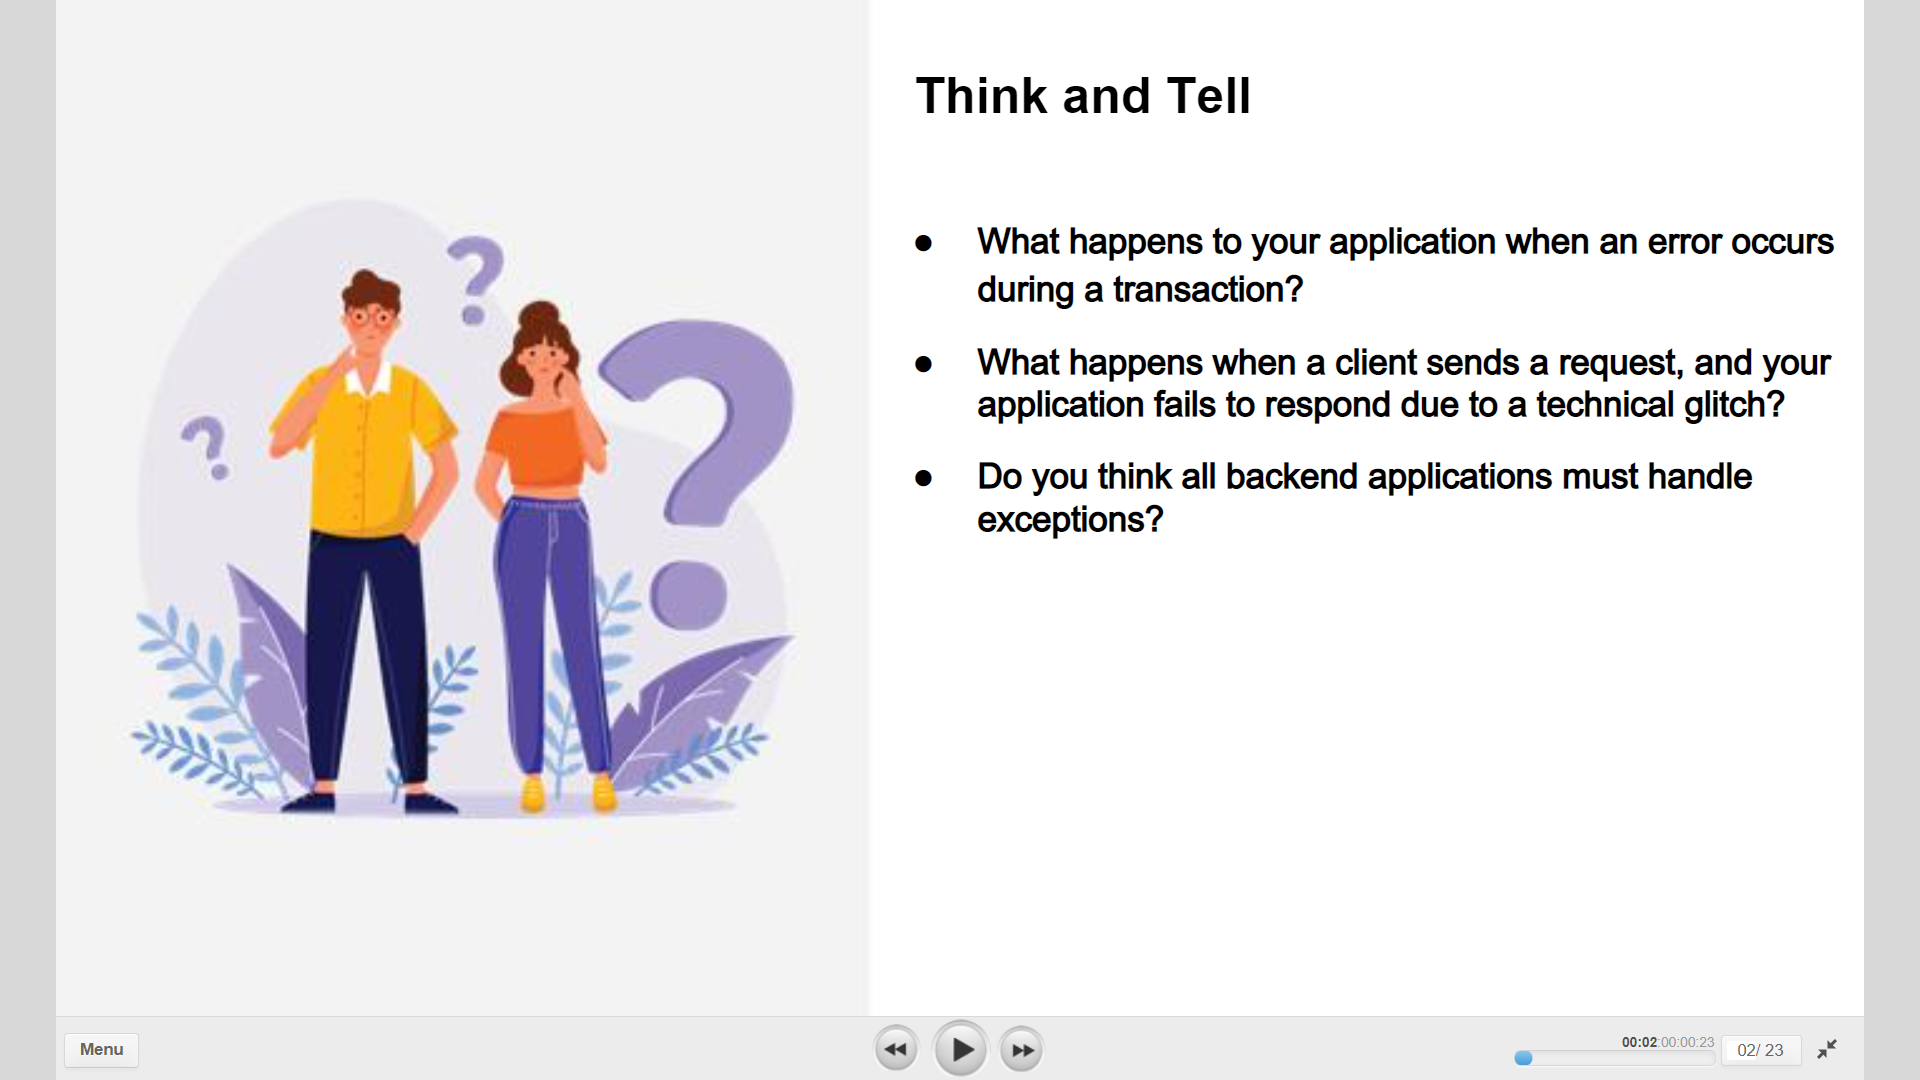 Think and Tell
● What happens to your application when an error occurs
during a transaction?
● What happens when a client sends a request, and your
application fails to respond due to a technical glitch?
● Do you think all backend applications must handle
exceptions?
?
?
?
Menu
00:02:00:00:23
02/ 23